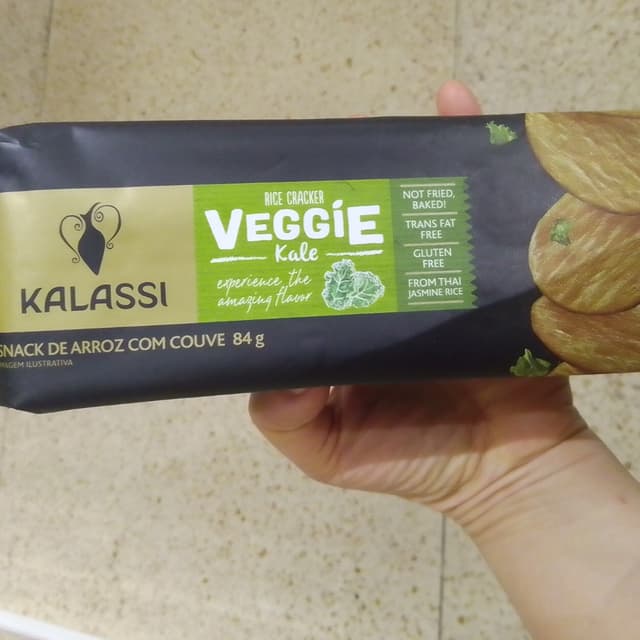 KALASSI
SNACK DE ARROZ COM COUVE 84 g
IMAGEM ILUSTRATIVA
RICE CRACKER
VEGGIE
Kale
experience the
amazing flavor
NOT FRIED,
BAKED!
TRANS FAT
FREE
GLUTEN
FREE
FROM THAI
JASMINE RICE